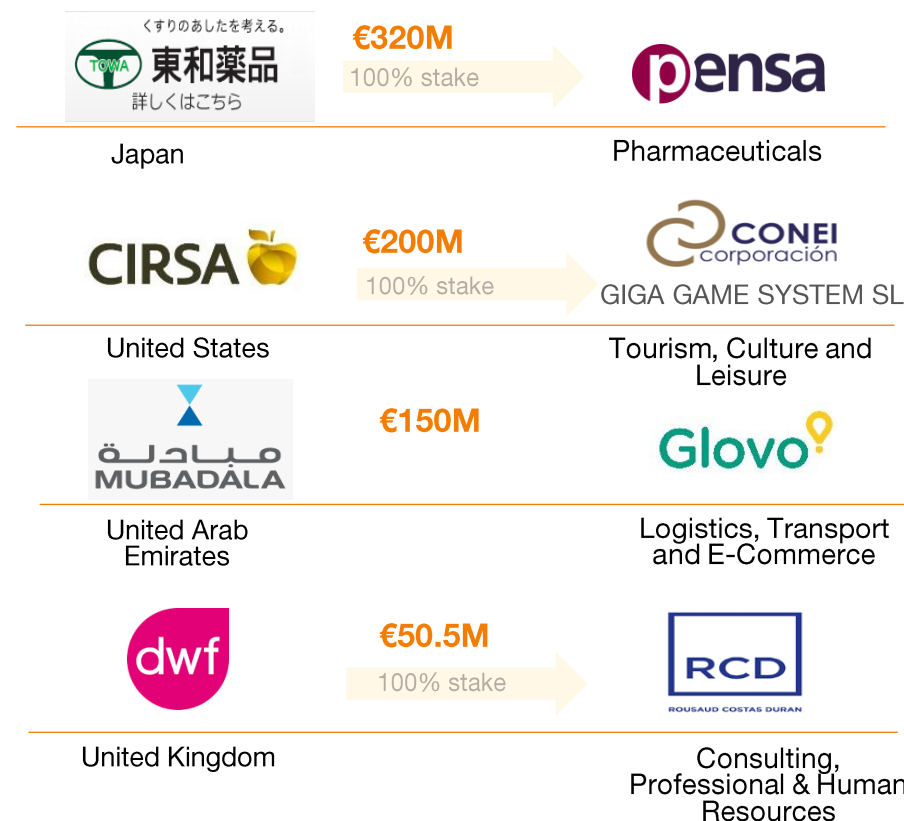 くすりのあしたを考える。
TOWA
東和薬品
詳しくはこちら
€320M
100% stake
pensa
Japan
Pharmaceuticals
CIRSA
€200M
100% stake
CONEI
corporación
GIGA GAME SYSTEM SL
United States
Tourism, Culture and
Leisure
مبادلة
MUBADALA
€150M
Glovo
United Arab
Emirates
Logistics, Transport
and E-Commerce
dwf
€50.5M
100% stake
RCD
ROUSAUD COSTAS DURAN
United Kingdom
Consulting,
Professional & Human
Resources